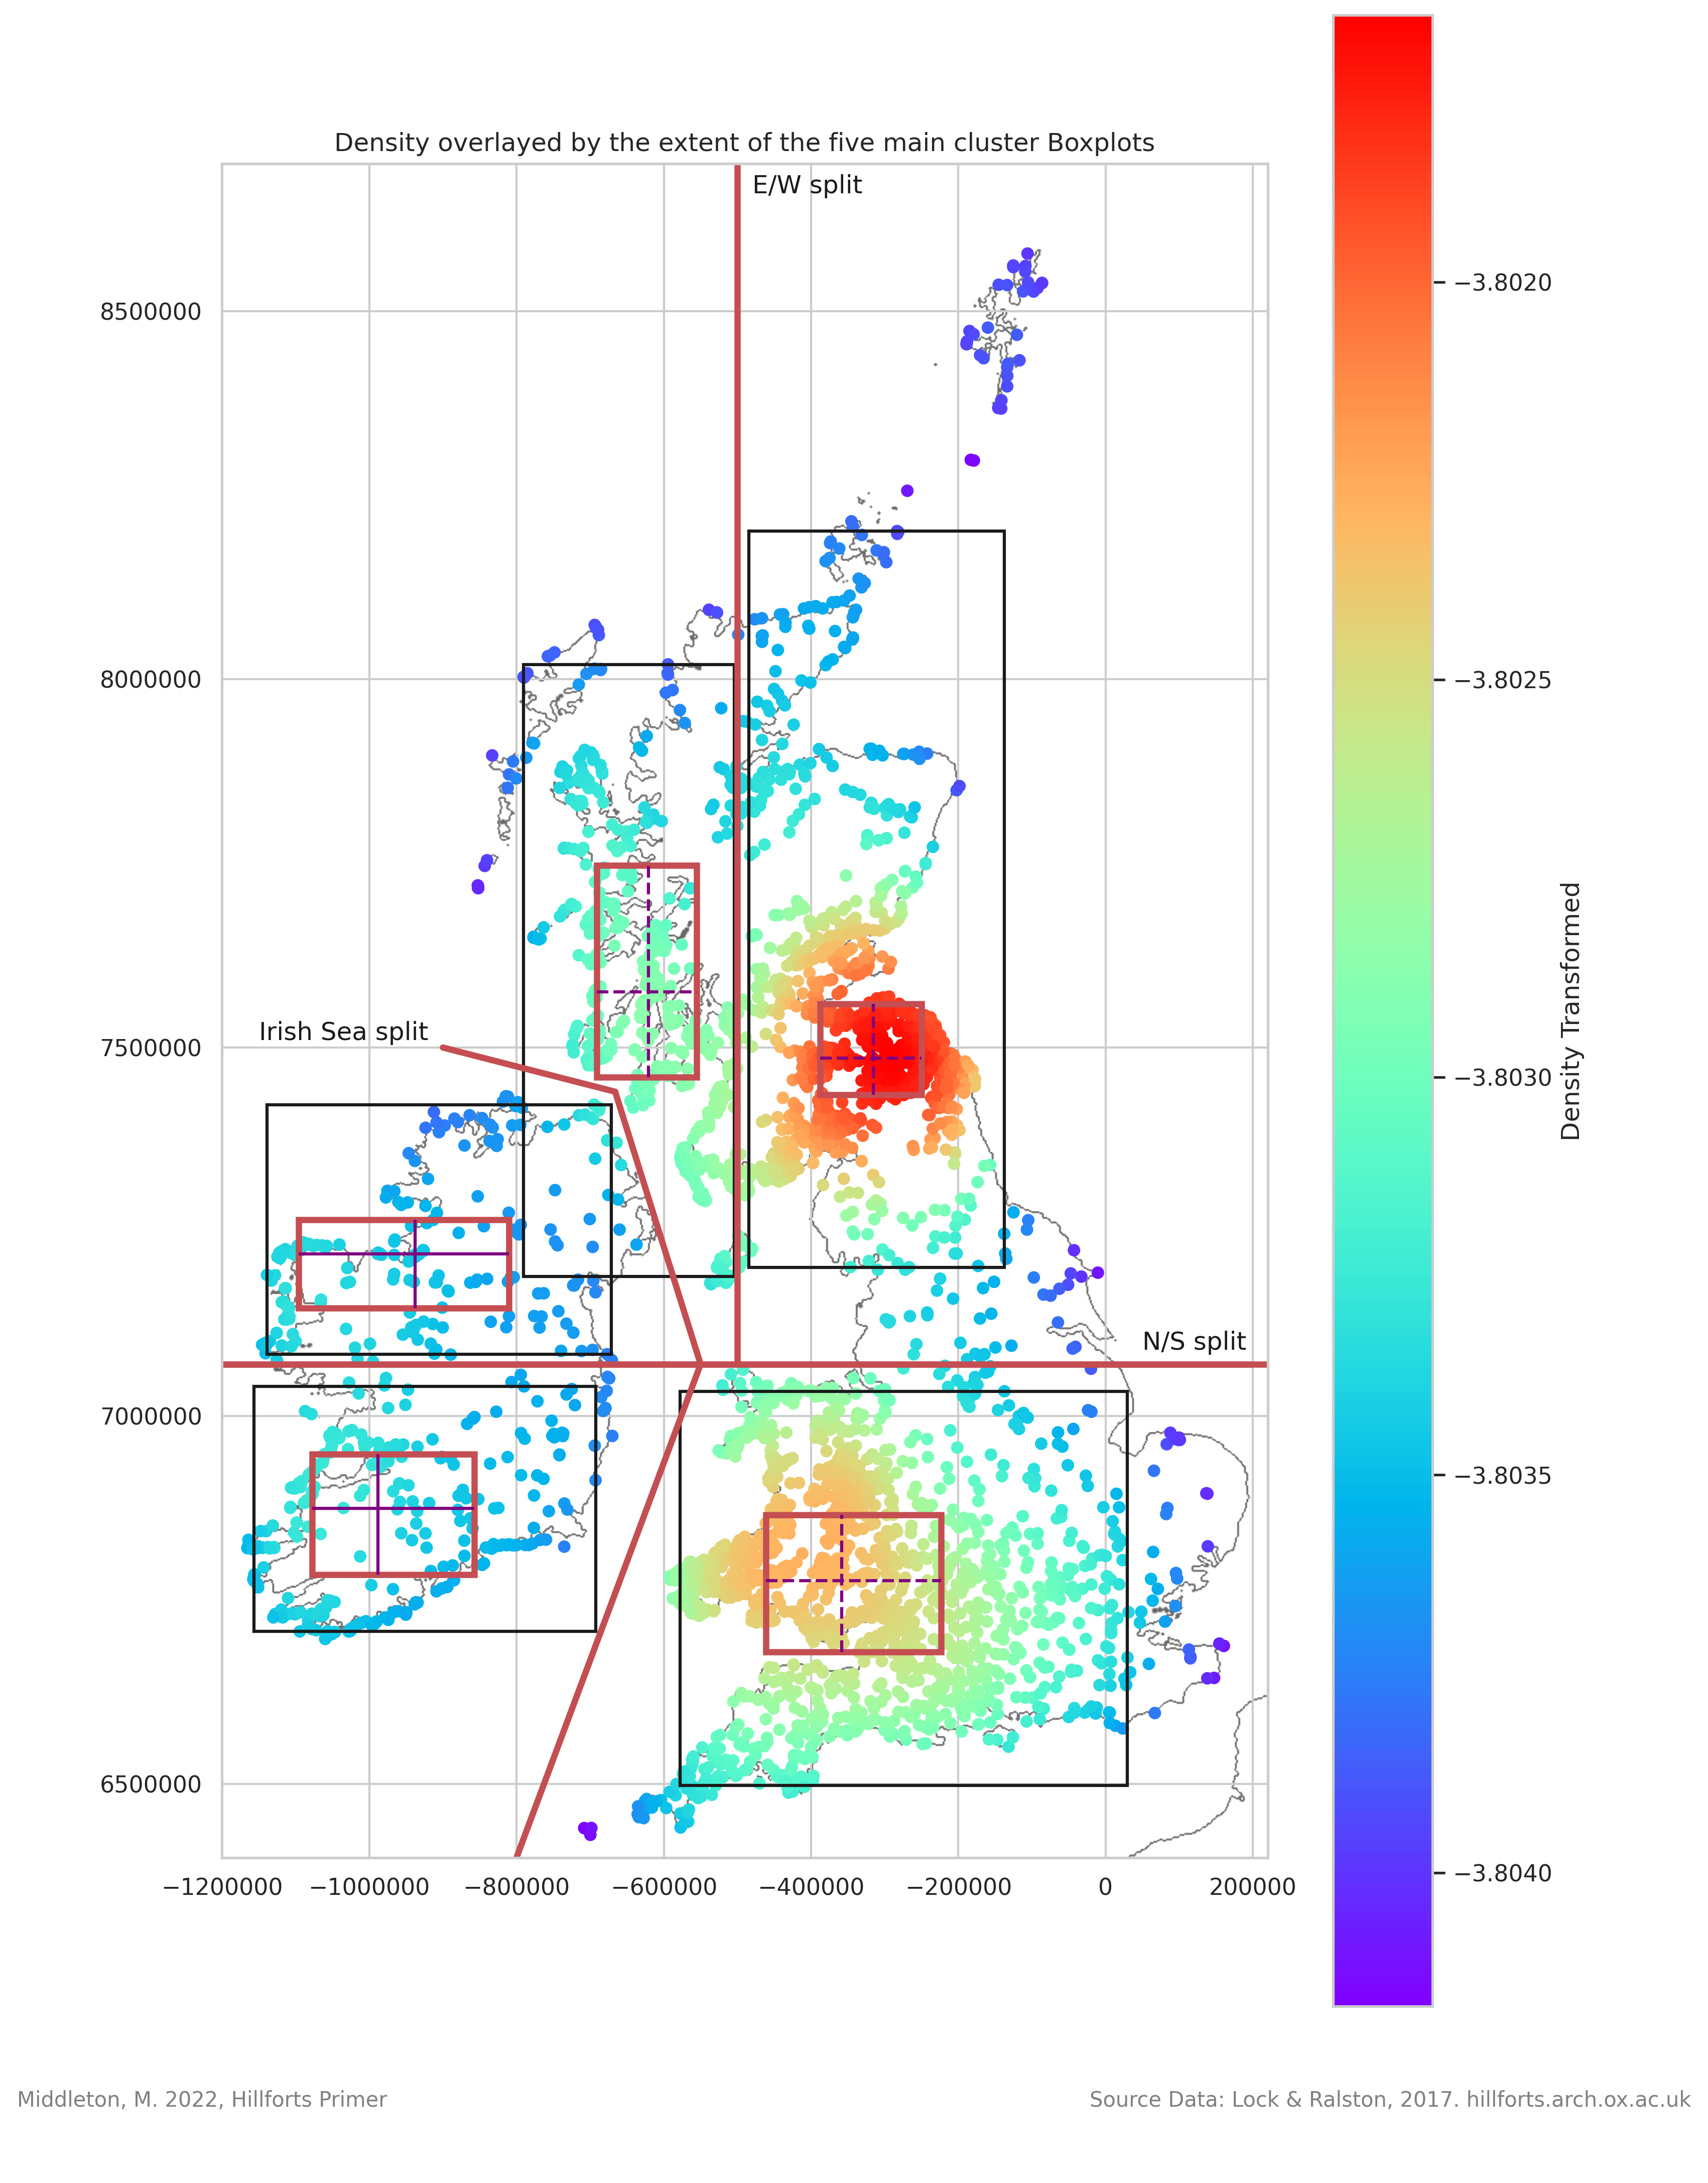 Density overlayed by the extent of the five main cluster Boxplots
E/W split
8500000
8000000
Irish Sea split
7500000
N/S split
7000000
6500000
−1200000 −1000000 −800000 −600000 −400000 −200000 0 200000
−3.8020
−3.8025
−3.8030
−3.8035
−3.8040
Density Transformed
Middleton, M. 2022, Hillforts Primer
Source Data: Lock & Ralston, 2017. hillforts.arch.ox.ac.uk